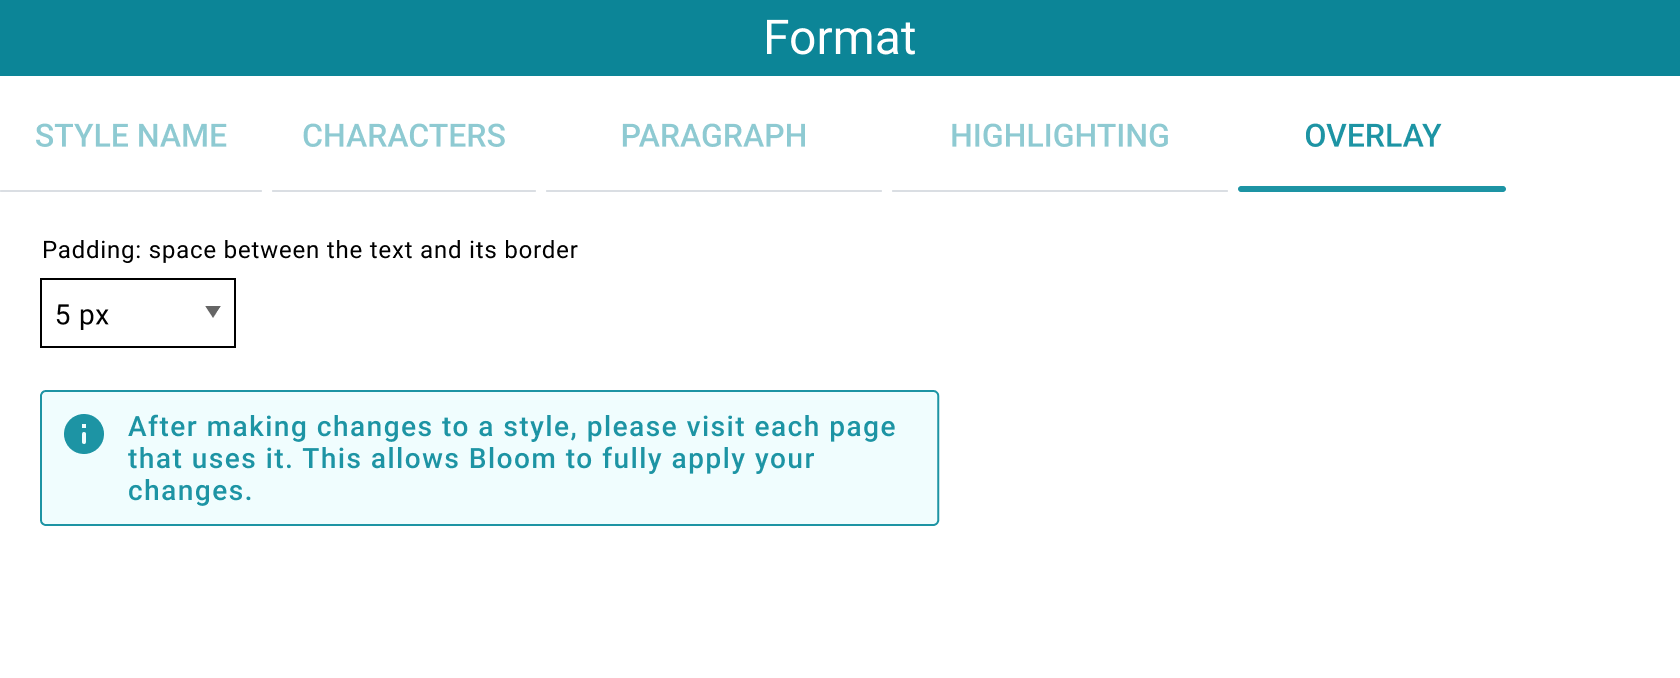 Format
STYLE NAME CHARACTERS PARAGRAPH HIGHLIGHTING OVERLAY
Padding: space between the text and its border
5 px
After making changes to a style, please visit each page
that uses it. This allows Bloom to fully apply your
changes.